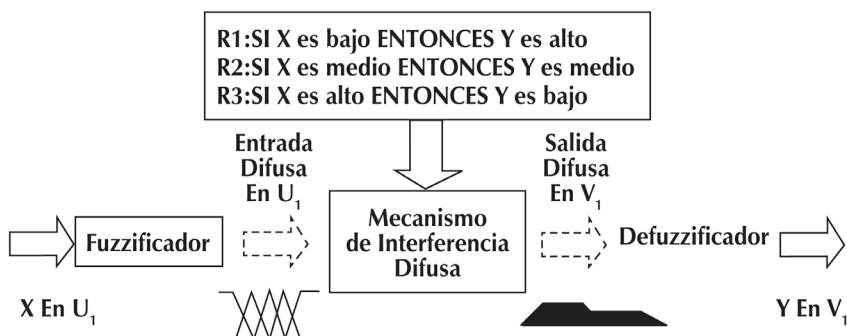 R1:SI X es bajo ENTONCES Y es alto
R2:SI X es medio ENTONCES Y es medio
R3:SI X es alto ENTONCES Y es bajo
Entrada
Difusa
En U1
Salida
Difusa
En V1
Fuzzificador
Mecanismo
de Interferencia
Difusa
Defuzzificador
X En U1
Y En V1